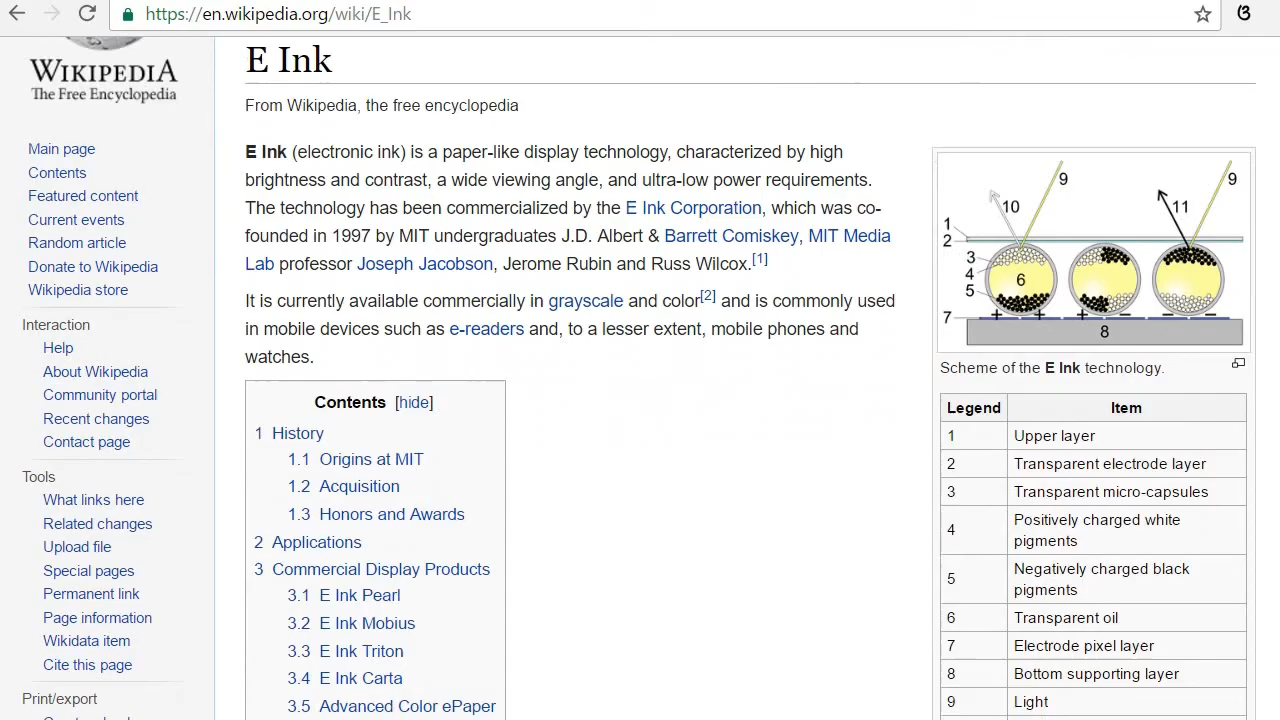 https://en.wikipedia.org/wiki/E_Ink
WIKIPEDIA
The Free Encyclopedia
Main page
Contents
Featured content
Current events
Random article
Donate to Wikipedia
Wikipedia store
Interaction
Help
About Wikipedia
Community portal
Recent changes
Contact page
Tools
What links here
Related changes
Upload file
Special pages
Permanent link
Page information
Wikidata item
Cite this page
Print/export
E Ink
From Wikipedia, the free encyclopedia
E Ink (electronic ink) is a paper-like display technology, characterized by high
brightness and contrast, a wide viewing angle, and ultra-low power requirements.
The technology has been commercialized by the E Ink Corporation, which was co-
founded in 1997 by MIT undergraduates J.D. Albert & Barrett Comiskey, MIT Media
Lab professor Joseph Jacobson, Jerome Rubin and Russ Wilcox.[1]
It is currently available commercially in grayscale and color[2] and is commonly used
in mobile devices such as e-readers and, to a lesser extent, mobile phones and
watches.
Contents [hide]
1 History
1.1 Origins at MIT
1.2 Acquisition
1.3 Honors and Awards
2 Applications
3 Commercial Display Products
3.1 E Ink Pearl
3.2 E Ink Mobius
3.3 E Ink Triton
3.4 E Ink Carta
3.5 Advanced Color ePaper
9 9
10 11
1
2
3
4
6
5
7 + + + − − −
8
Scheme of the E Ink technology.
Legend Item
1 Upper layer
2 Transparent electrode layer
3 Transparent micro-capsules
4 Positively charged white
pigments
5 Negatively charged black
pigments
6 Transparent oil
7 Electrode pixel layer
8 Bottom supporting layer
9 Light